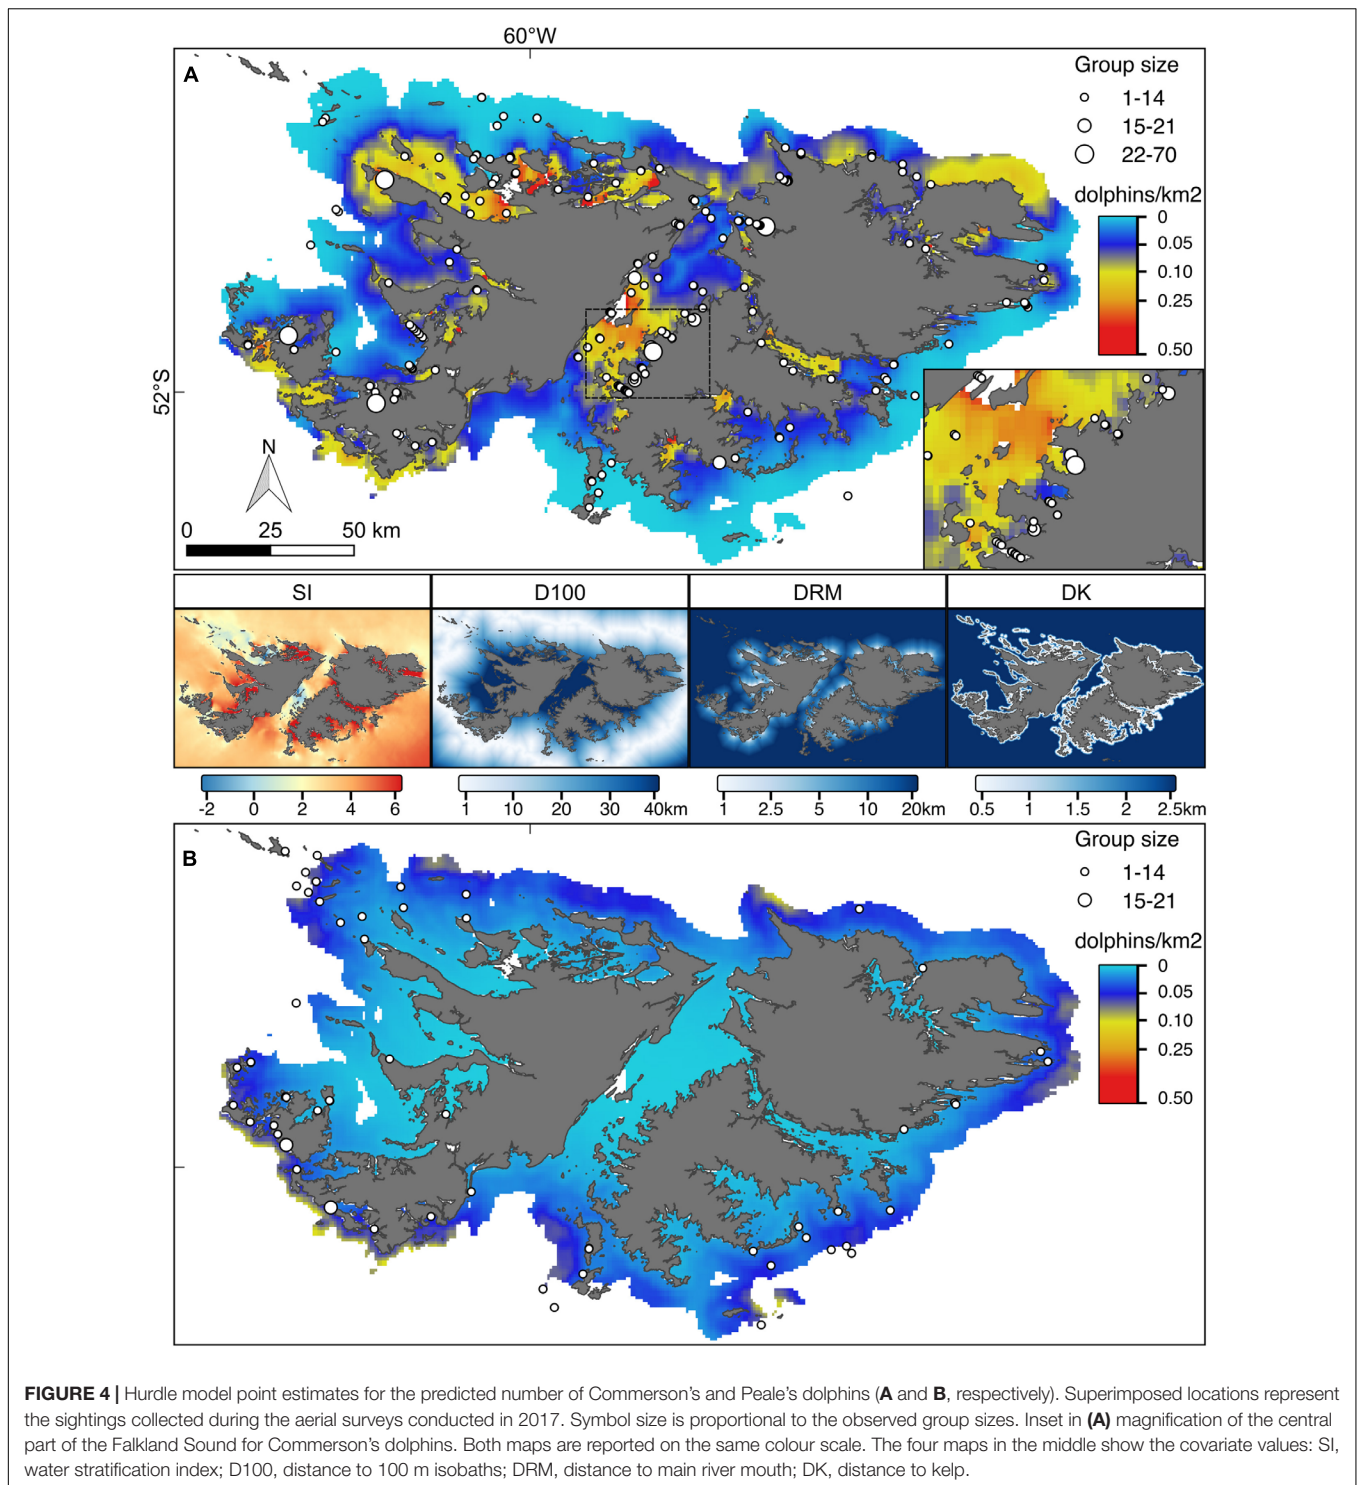 60°W
A
Group size
1-14
15-21
22-70
dolphins/km2
0
0.05
0.10
0.25
0.50
52°S
N
0 25 50 km
SI D100 DRM DK
-2 0 2 4 6
1 10 20 30 40km
1 2.5 5 10 20km
0.5 1 1.5 2 2.5km
B
Group size
1-14
15-21
dolphins/km2
0
0.05
0.10
0.25
0.50
FIGURE 4 | Hurdle model point estimates for the predicted number of Commerson's and Peale's dolphins (A and B, respectively). Superimposed locations represent
the sightings collected during the aerial surveys conducted in 2017. Symbol size is proportional to the observed group sizes. Inset in (A) magnification of the central
part of the Falkland Sound for Commerson's dolphins. Both maps are reported on the same colour scale. The four maps in the middle show the covariate values: SI,
water stratification index; D100, distance to 100 m isobaths; DRM, distance to main river mouth; DK, distance to kelp.